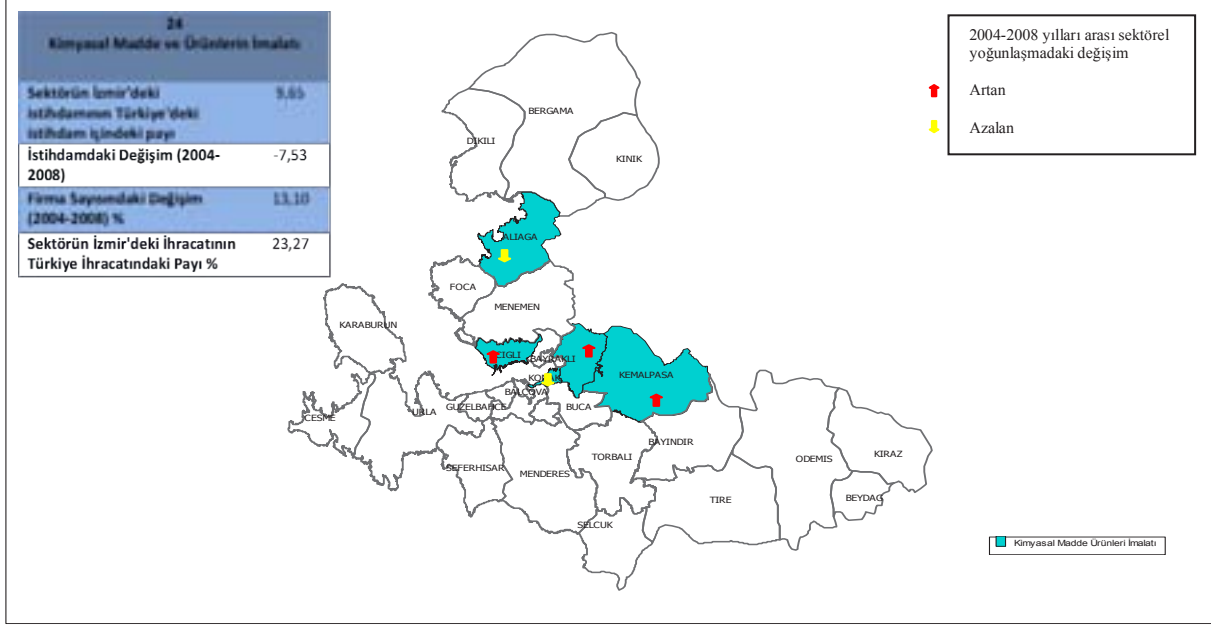 24
Kimyasal Madde ve Ürünlerin İmalatı
Sektörün İzmir'deki
istihdamının Türkiye'deki
istihdam içindeki payı
9,65
İstihdamdaki Değişim (2004-
2008)
-7,53
Firma Sayısındaki Değişim
(2004-2008) %
13,10
Sektörün İzmir'deki İhracatının
Türkiye İhracatındaki Payı %
23,27
2004-2008 yılları arası sektörel
yoğunlaşmadaki değişim
Artan
Azalan
BERGAMA
DIKILI
KINIK
ALIAGA
FOCA
MENEMEN
KARABURUN
BAYRAKLI
KEMALPASA
BALCOVA
GUZELBAHCE
BUCA
URLA
CESME
BAYINDIR
TORBALI
ODEMIS
KIRAZ
SEFERHISAR
MENDERES
BEYDAG
TIRE
SELCUK
Kimyasal Madde Ürünleri İmalatı